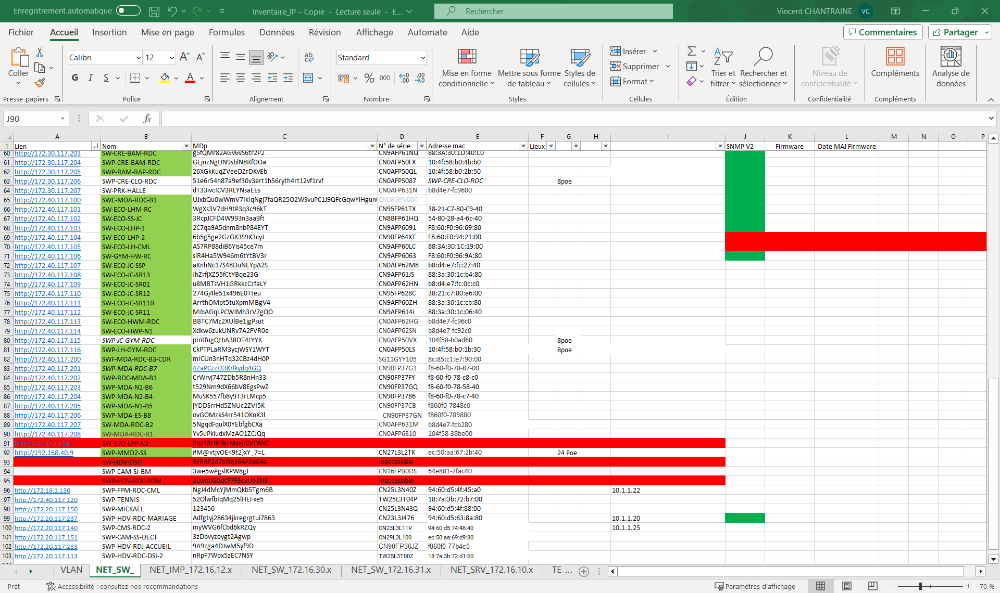 Enregistrement automatique Inventaire_IP – Copie - Lecture seule - E... Rechercher Vincent CHANTRAINE VC
Fichier Accueil Insertion Mise en page Formules Données Révision Affichage Automate Aide Commentaires Partager
Coller Calibri 12 Standard Mise en forme conditionnelle Mettre sous forme de tableau Styles de cellules Insérer Supprimer Format Trier et filtrer Rechercher et sélectionner Niveau de confidentialité Compléments Analyse de données
Presse-papiers Police Alignement Nombre Styles Cellules Édition Confidentialité Compléments
J90
A B C D E F G H I J K L M N O P
1 Lien Nom MDp N° de série Adresse mac Lieux SNMP V2 Firmware Date MAJ Firmware
60 http://172.30.117.203 SW-CRE-BAM-RDC g5fQMr82AGv6vS6tr2P2 CN9AFP61NQ 88:3A:30:1D:40:C0
61 http://172.30.117.204 SWP-CRE-BAM-RDC GEjnzNgUN9sblN8RfOOa CN0AFP50FX 10:4f:58:b0:4b:b0
62 http://172.30.117.205 SWP-RAM-RAP-RDC 26XGkKuqZVeeDZrDKvEb CN0AFP50QL 10:4f:58:b0:2b:50
63 http://172.30.117.206 SWP-CRE-CLO-RDC 51e6r54h87a9ef30v3ert1h56ryth4rt12vf1rvf CN0AFP5087 SWP-CRE-CLO-RDC 8poe
64 http://172.30.117.207 SW-PRK-HALLE dT33ivcICV3RLYNsaEEs CN0AFP631N b8d4e7-fc9600
65 http://172.40.117.100 SWE-MDA-RDC-B1 UJxbQu0wWmV7IkIqNgj7faQR25O2WSvuPC1J9QFcGqwYiHgun CN08GPV00C
66 http://172.40.117.101 SW-ECO-LHM-RC WgXs3V7dH9tP3q3c96kT CN95FP61TX 38-21-C7-80-C9-40
67 http://172.40.117.102 SW-ECO-SS-JC 3RcpJCFD4W993n3aa9ft CN8BFP61HQ 54-80-28-a4-6c-40
68 http://172.40.117.103 SW-ECO-LHP-1 2C7qa9A5dnm8nbP84EYT CN9AFP6091 F8:60:F0:96:69:80
69 http://172.40.117.104 SW-ECO-LHP-2 6b5g5ge2GzGK3S9X3cyJ CN90FP64XT F8:60:F0:94:21:00
70 http://172.40.117.105 SW-ECO-LH-CML AS7RP88diB6Yis45ce7m CN9AFP60LC 88:3A:30:1C:19:00
71 http://172.40.117.106 SW-GYM-HW-RC siR4Ha5W946m6tYtBV3r CN9AFP6063 F8:60:F0:96:9A:80
72 http://172.40.117.107 SW-ECO-JC-SSP aKnhNc17S48DuNEYpA2S CN0AFP62M8 b8:d4:e7:fc:27:40
73 http://172.40.117.108 SW-ECO-JC-SR13 IhZrfjXZ55fCtYBqe23G CN9AFP61JS 88:3a:30:1c:b4:80
74 http://172.40.117.109 SW-ECO-JC-SR01 u8MBTsVH1GRkkzCzfaLY CN0AFP62HN b8:d4:e7:fc:0c:c0
75 http://172.40.117.110 SW-ECO-JC-SR12 274Gj4le51x496E0Tteu CN95FP628C 38:21:c7:80:e6:00
76 http://172.40.117.111 SW-ECO-JC-SR11B ArrthOMpt5tuXpmMBgV4 CN9AFP60ZH 88:3a:30:1c:cb:80
77 http://172.40.117.112 SW-ECO-JC-SR11 MIbAGqLPCWJMh3rV7gQO CN9AFP614J 88:3a:30:1c:06:40
78 http://172.40.117.113 SW-ECO-HWM-RDC BBTC7Mz2XUlBe1jgPsut CN0AFP62HG b8d4e7-fc96c0
79 http://172.40.117.114 SW-ECO-HWP-N1 Xdkw6zukUNRv7A2FVR0e CN0AFP62SN b8d4e7-fc92c0
80 http://172.40.117.115 SWP-JC-GYM-RDC pIntfugQtbA38DT4tYYK CN0AFP50VX 104f58-b0ad60 8poe
81 http://172.40.117.116 SWP-LH-GYM-RDC CkPTPLaRM3ycjWSY1WYT CN0AFP50LS 10:4f:58:b0:1b:30 8poe
82 http://172.40.117.200 SWF-MDA-RDC-B3-CDR mICUn3nHTq32CBz4dH0P SG11GYY105 8c:85:c1:e7:90:00
83 http://172.40.117.201 SWP-MDA-RDC-B7 4ZaPCzzI33Krlkydq4GQ CN90FP37G1 f8-60-f0-78-87-00
84 http://172.40.117.202 SWP-RDC-MDA-B1 CrWrvj747ZDb5R8nHn33 CN90FP37FY f8-60-f0-78-c8-c0
85 http://172.40.117.203 SWP-MDA-N1-B6 t529Nm9dX66bV8EgsPwZ CN90FP37GQ f8-60-f0-78-58-40
86 http://172.40.117.204 SWP-MDA-N2-B4 MuSK557fb8y9T3rLMcp5 CN90FP3786 f8-60-f0-78-c7-40
87 http://172.40.117.205 SWP-MDA-N1-B5 jYDDSrrHd5ZNUc2ZVI5K CN90FP37CB f860f0-7848c0
88 http://172.40.117.206 SWP-MDA-ES-B8 ovGOMzkS4rr541OKnX3l CN90FP37GN f860f0-789880
89 http://172.40.117.207 SW-MDA-RDC-B2 5NgqdFqulX0YEbfgbCXa CN0AFP631M b8d4e7-fcb280
90 http://172.40.117.208 SW-MDA-RDC-B1 Yv5uPkiudxMzAO1ZCJQq CN0AFP6310 104f58-38be00
91 http://192.0.2.184 SW-ECO-LPP-N2 2qz13HKBkzMyxpCVtWkC
92 http://192.168.40.9 SWP-MMD2-SS #M@vtjvOE<9t2}xY_7=L CN27L3L2TK ec:50:aa:67:2b:40 24 Poe
93 SW-HDV-DSIT 9zRdP2d7bNq364PZpE4e Inaccessible
94 SWP-CAM-SJ-BM 3we5wPgslKPW8gJ CN16FPB0DS 64e881-7fac40
95 SWP-HDV-RDC-SDM 2LwnuG5qcF7F3c3Up3N3 Inaccessible
96 http://172.16.1.130 SWP-FPM-RDC-CML NgJ4dMcYjMmQkb5Tgm6B CN25L3N40Z 94:60:d5:4f:45:a0 10.1.1.22
97 http://172.40.117.120 SWP-TENNIS 52OlwfbIqMq25lHEFxe5 TW25L3T04P 18:7a:3b:72:b7:00
98 http://172.20.117.150 SWP-MICKAEL 123456 CN25L3N43Q 94:60:d5:4f:88:00
99 http://172.20.117.237 SWP-HDV-RDC-MARIAGE Adfgtyj28634jkregrgtui7863 CN23L3J476 94:60:d5:63:8a:80 10.1.1.20
100 http://172.20.117.140 SWP-CMS-RDC-2 myWVG6fCbd6kRZQy CN23L3L11V 94:60:d5:74:48:40 10.1.1.25
101 http://172.20.117.151 SWP-CAM-SS-DECT 3zDbvyzoygt2Agwp CN29L3L100 ec:50:aa:69:d9:80
102 http://172.20.117.233 SWP-HDV-RDJ-ACCUEIL 9A9zga4DJwM5yf9D CN90FP36JZ f860f0-77b4c0
103 http://172.20.117.113 SWP-HDV-RDC-DSI-2 nRpF7Wpx5zEC7NSY TW25L3T00Z 18:7a:3b:72:d1:60
VLAN NET_SW_ NET_IMP_172.16.12.x NET_SW_172.16.30.x NET_SW_172.16.31.x NET_SRV_172.16.10.x TE ...
Prêt Accessibilité : consultez nos recommandations Paramètres d'affichage 70 %